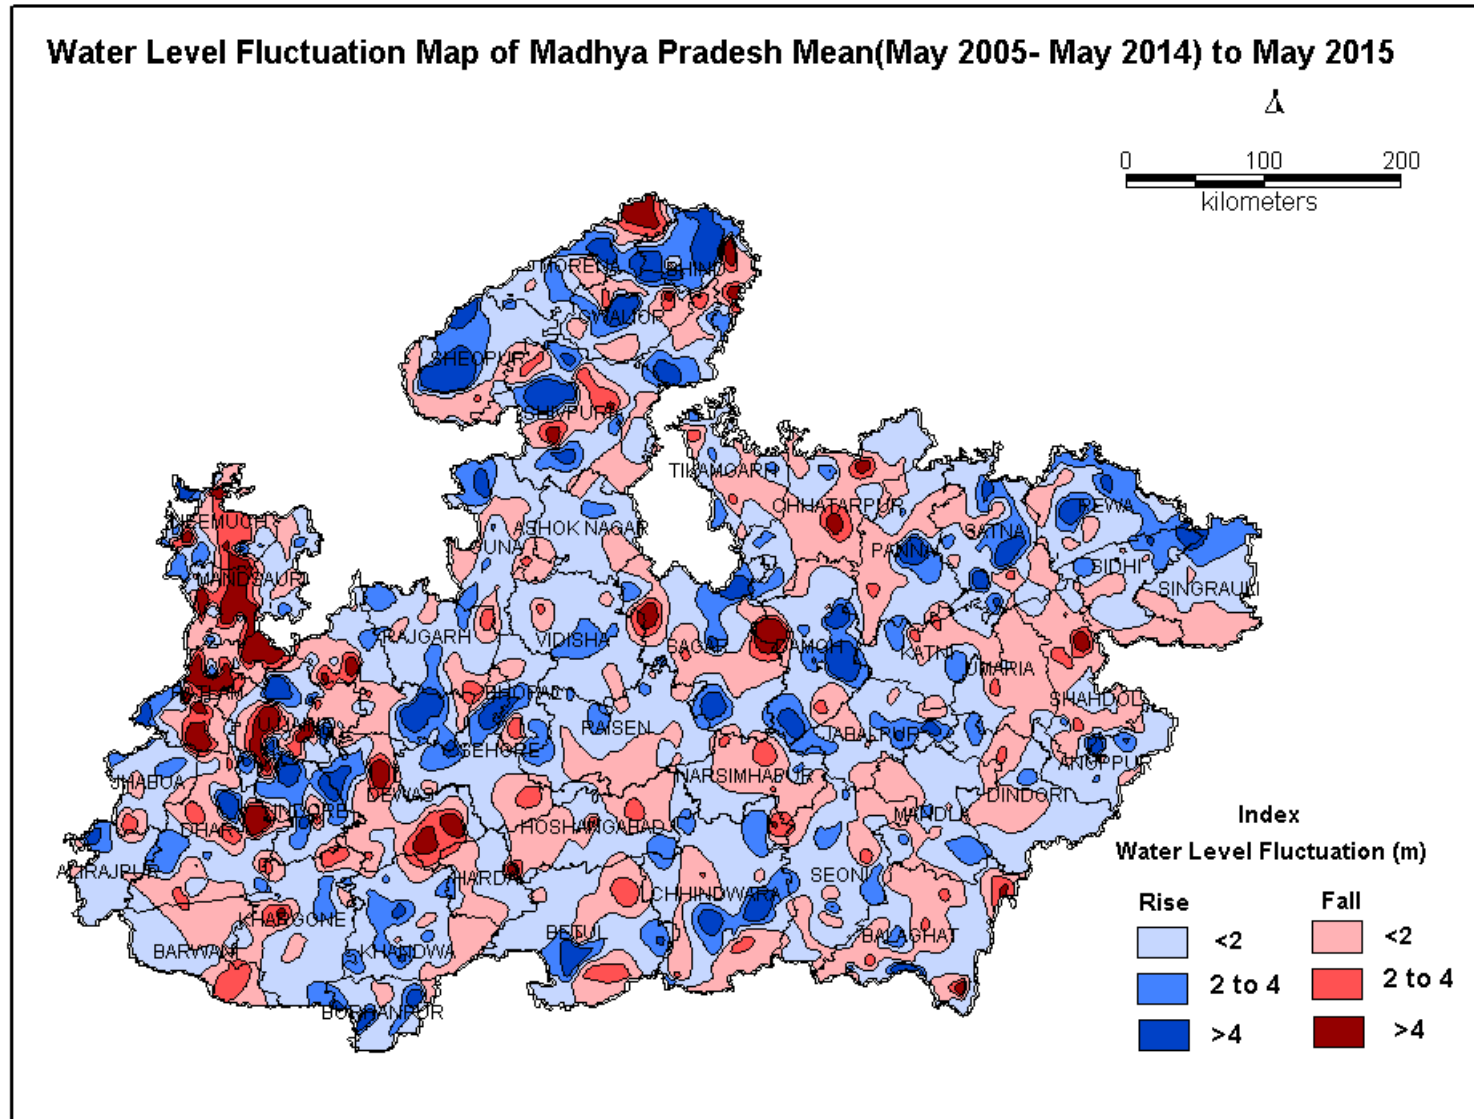 Water Level Fluctuation Map of Madhya Pradesh Mean(May 2005- May 2014) to May 2015
0 100 200
kilometers
MORENA
BHIND
GWALIOR
SHEOPUR
SHIVPURI
TIKAMGARH
CHHATARPUR
REWA
NEEMUCH
ASHOK NAGAR
SATNA
GUNA
PANNA
SIDHI
MANDSAUR
SINGRAULI
RAJGARH
VIDISHA
SAGAR
DAMOH
KATNI
UMARIA
RATLAM
BHOPAL
SHAHDOL
UJJAIN
RAISEN
JABALPUR
SEHORE
ANUPPUR
JHABUA
NARSIMHAPUR
DEWAS
DINDORI
INDORE
MANDLA
DHAR
HOSHANGABAD
ALIRAJPUR
HARDA
SEONI
CHHINDWARA
KHARGONE
BETUL
BALAGHAT
BARWANI
KHANDWA
BURHANPUR
Index
Water Level Fluctuation (m)
Rise Fall
<2 <2
2 to 4 2 to 4
>4 >4